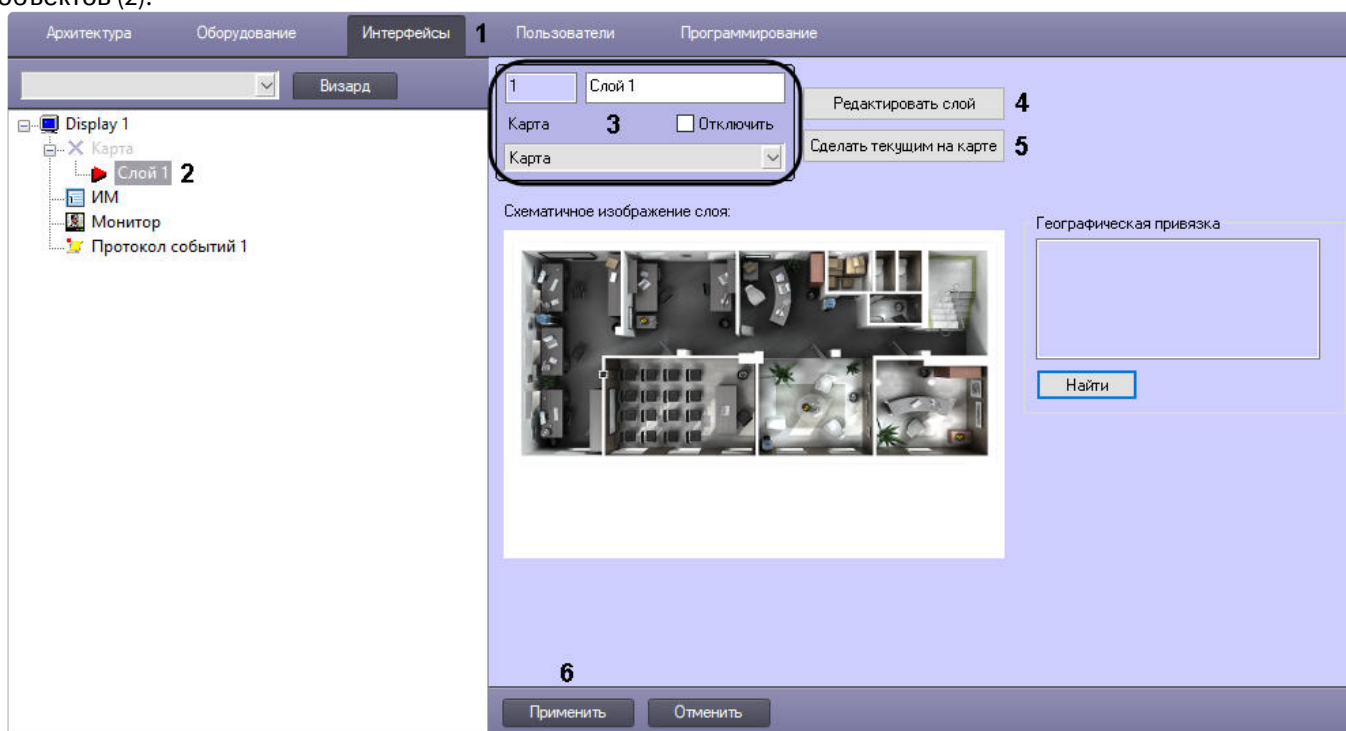 объектов (2).
Архитектура Оборудование Интерфейсы 1 Пользователи Программирование
Визард
Display 1
Карта
Слой 1 2
ИМ
Монитор
Протокол событий 1
1 Слой 1
Карта 3 Отключить
Карта
Редактировать слой 4
Сделать текущим на карте 5
Схематичное изображение слоя:
Географическая привязка
Найти
6
Применить Отменить